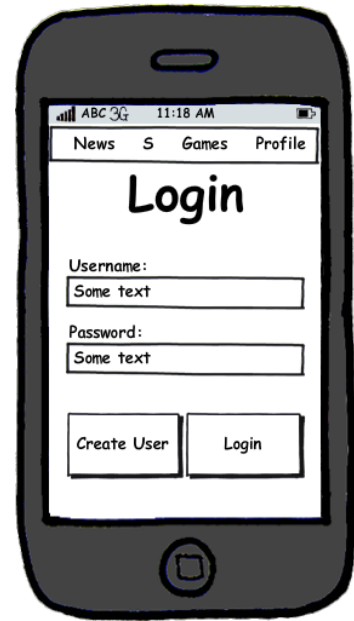 ABC 3G 11:18 AM
News S Games Profile
Login
Username:
Some text
Password:
Some text
Create User Login